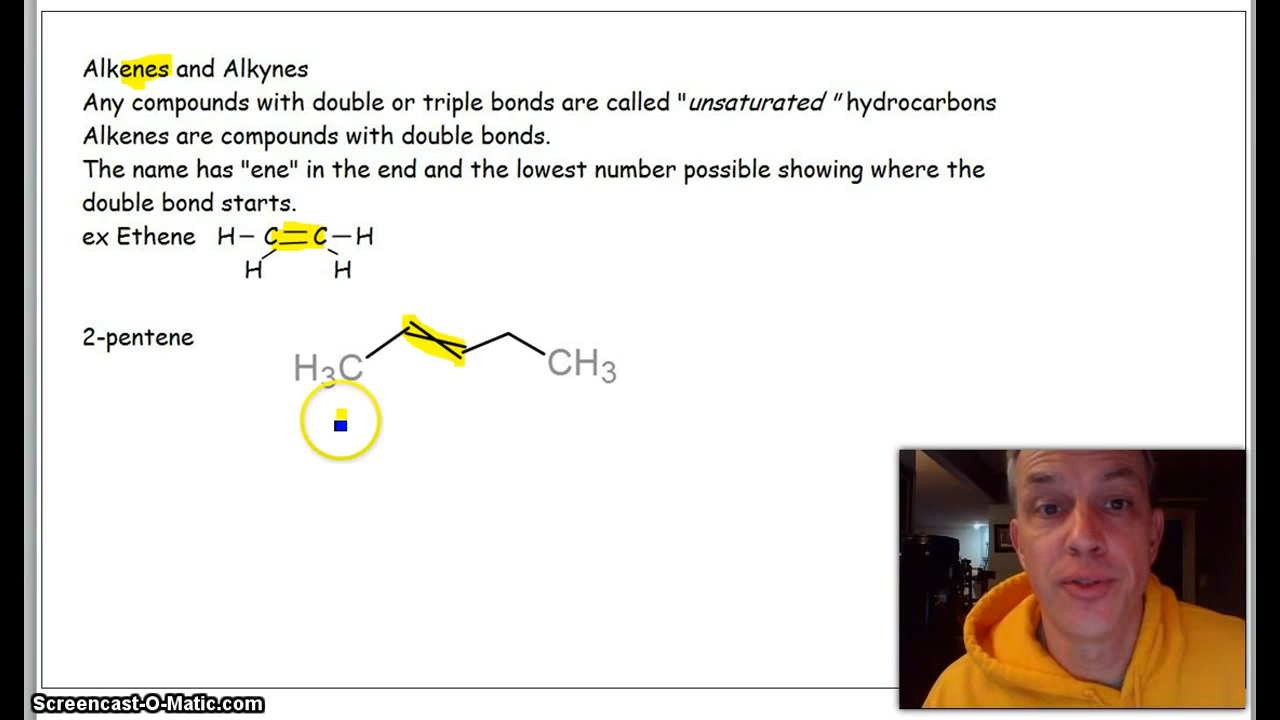 Alkenes and Alkynes
Any compounds with double or triple bonds are called "unsaturated " hydrocarbons
Alkenes are compounds with double bonds.
The name has "ene" in the end and the lowest number possible showing where the
double bond starts.
ex Ethene H-C=C-H
H H
2-pentene
H₃C CH₃
Screencast-O-Matic.com